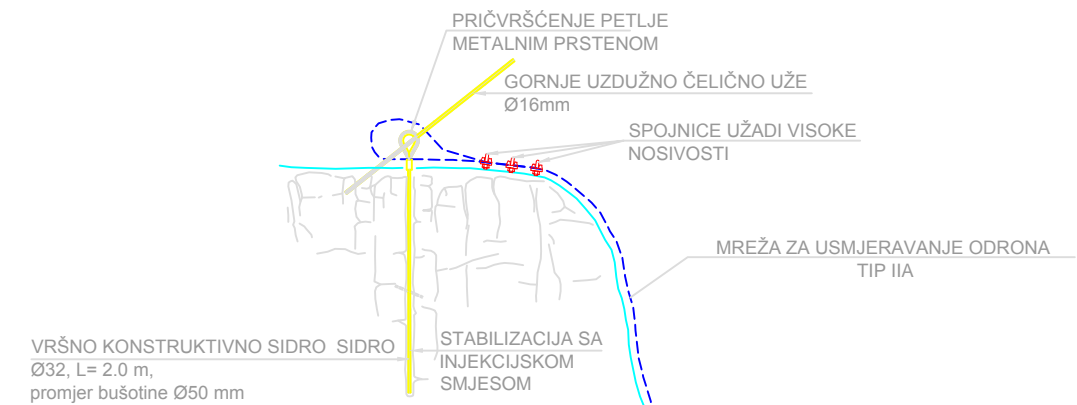 PRIČVRŠĆENJE PETLJE
METALNIM PRSTENOM
GORNJE UZDUŽNO ČELIČNO UŽE
Ø16mm
SPOJNICE UŽADI VISOKE
NOSIVOSTI
MREŽA ZA USMJERAVANJE ODRONA
TIP IIA
VRŠNO KONSTRUKTIVNO SIDRO SIDRO
Ø32, L= 2.0 m,
promjer bušotine Ø50 mm
STABILIZACIJA SA
INJEKCIJSKOM
SMJESOM